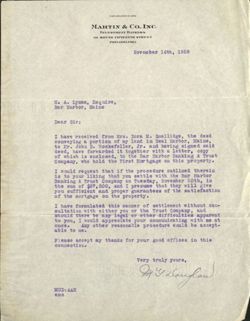 MARTIN & CO. INC.
INVESTMENT BANKERS
PHILADELPHIA
November 14th, 1928
Esquire,
Bar Harbor, Maine
Dear Sir:
I have received from Mrs. Dora M. the deed
conveying a portion of my land in Seal Harbor, Maine,
to Mr. John D. Rockefeller, Jr. and having signed said
deed, have forwarded it together with a letter, copy
of which is enclosed, to the Bar Harbor Banking & Trust
Company, who hold the First Mortgage on this property.
I would request that if the procedure outlined therein
is to your liking that you settle with the Bar Harbor
Banking & Trust Company on Tuesday, November 20th, in
the sum of and I presume that they will give
you sufficient and proper guarantees of the satisfaction
of the mortgage on the property.
I have formulated this manner of settlement without con-
sultation with either you or the Trust Company, and
should there be any legal or other difficulties apparent
to you, I would appreciate your communicating with me at
once. Any other reasonable procedure would be accept-
able to me.
Please accept my thanks for your good offices in this
connection.
Very truly yours,